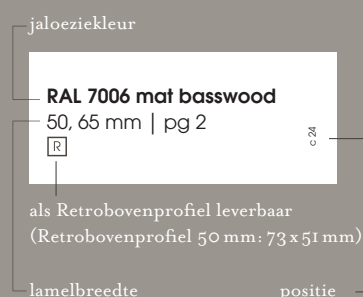 jaloeziekleur
RAL 7006 mat basswood
50, 65 mm | pg 2
c 24
R
als Retrobovenprofiel leverbaar
(Retrobovenprofiel 50 mm: 73 x 51 mm)
lamelbreedte
positie